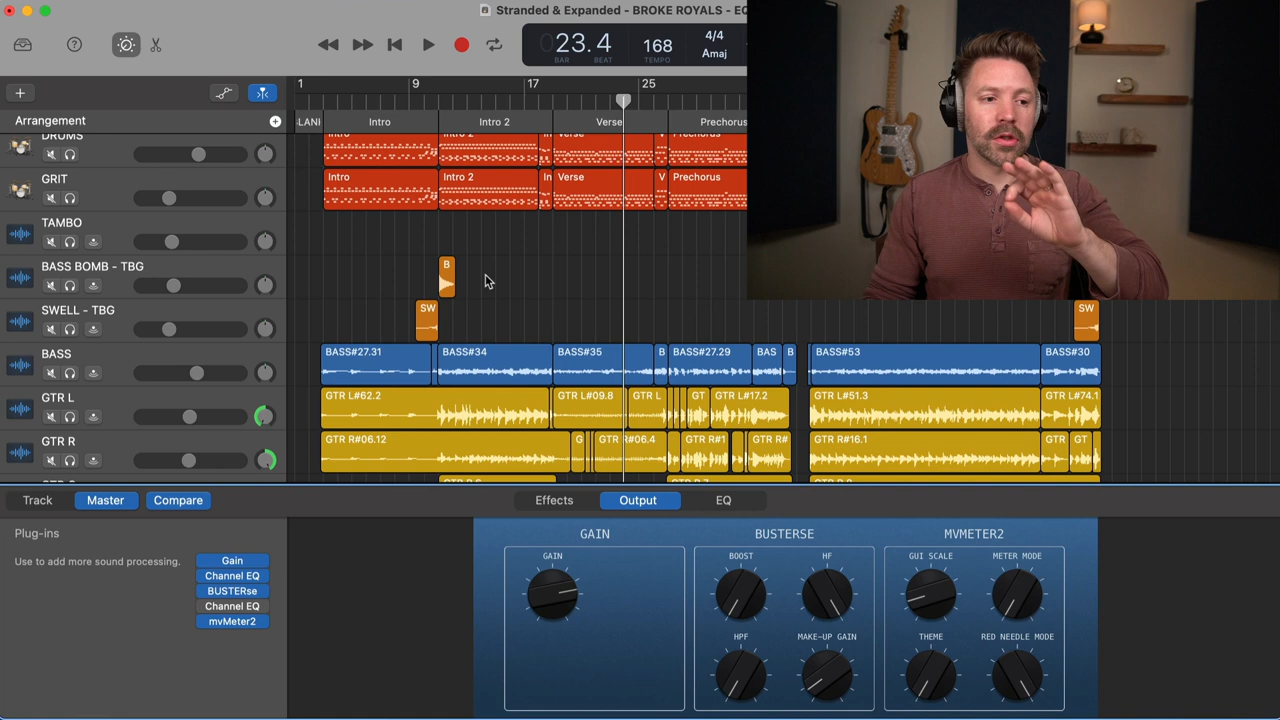 Stranded & Expanded - BROKE ROYALS - EQ
023.4
BAR BEAT
168
TEMPO
4/4
Amaj
1 9 17 25
Arrangement
LANI Intro Intro 2 Verse Prechorus
DRUMS
Intro Intro 2 In Verse V Prechorus
GRIT
Intro Intro 2 In Verse V Prechorus
TAMBO
BASS BOMB - TBG
B
SWELL - TBG
SW SW
BASS
BASS#27.31 BASS#34 BASS#35 B BASS#27.29 BAS B BASS#53 BASS#30
GTR L
GTR L#62.2 GTR L#09.8 GTR L GT GTR L#17.2 GTR L#51.3 GTR L#74.1
GTR R
GTR R#06.12 G GTR R#06.4 GTR R#1 GTR R# GTR R#16.1 GTR GT
Track Master Compare Effects Output EQ
Plug-ins
Use to add more sound processing.
Gain
Channel EQ
BUSTERse
Channel EQ
mvMeter2
GAIN BUSTERSE MVMETER2
GAIN BOOST HF GUI SCALE METER MODE
HPF MAKE-UP GAIN THEME RED NEEDLE MODE